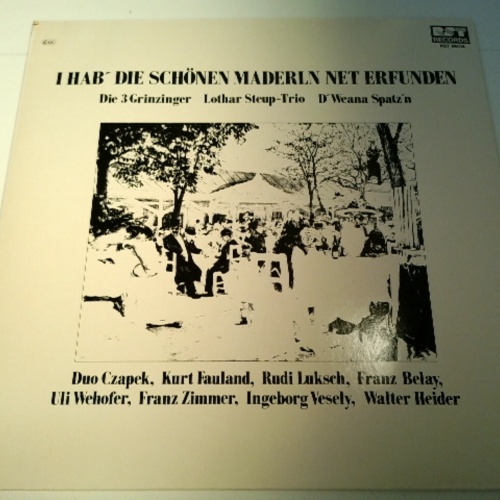 RST
RECORDS
I HAB´ DIE SCHÖNEN MADERLN NET ERFUNDEN
Die 3 Grinzinger Lothar Steup-Trio D´Weana Spatz´n
Duo Czapek, Kurt Fauland, Rudi Luksch, Franz Belay,
Uli Wehofer, Franz Zimmer, Ingeborg Vesely, Walter Heider